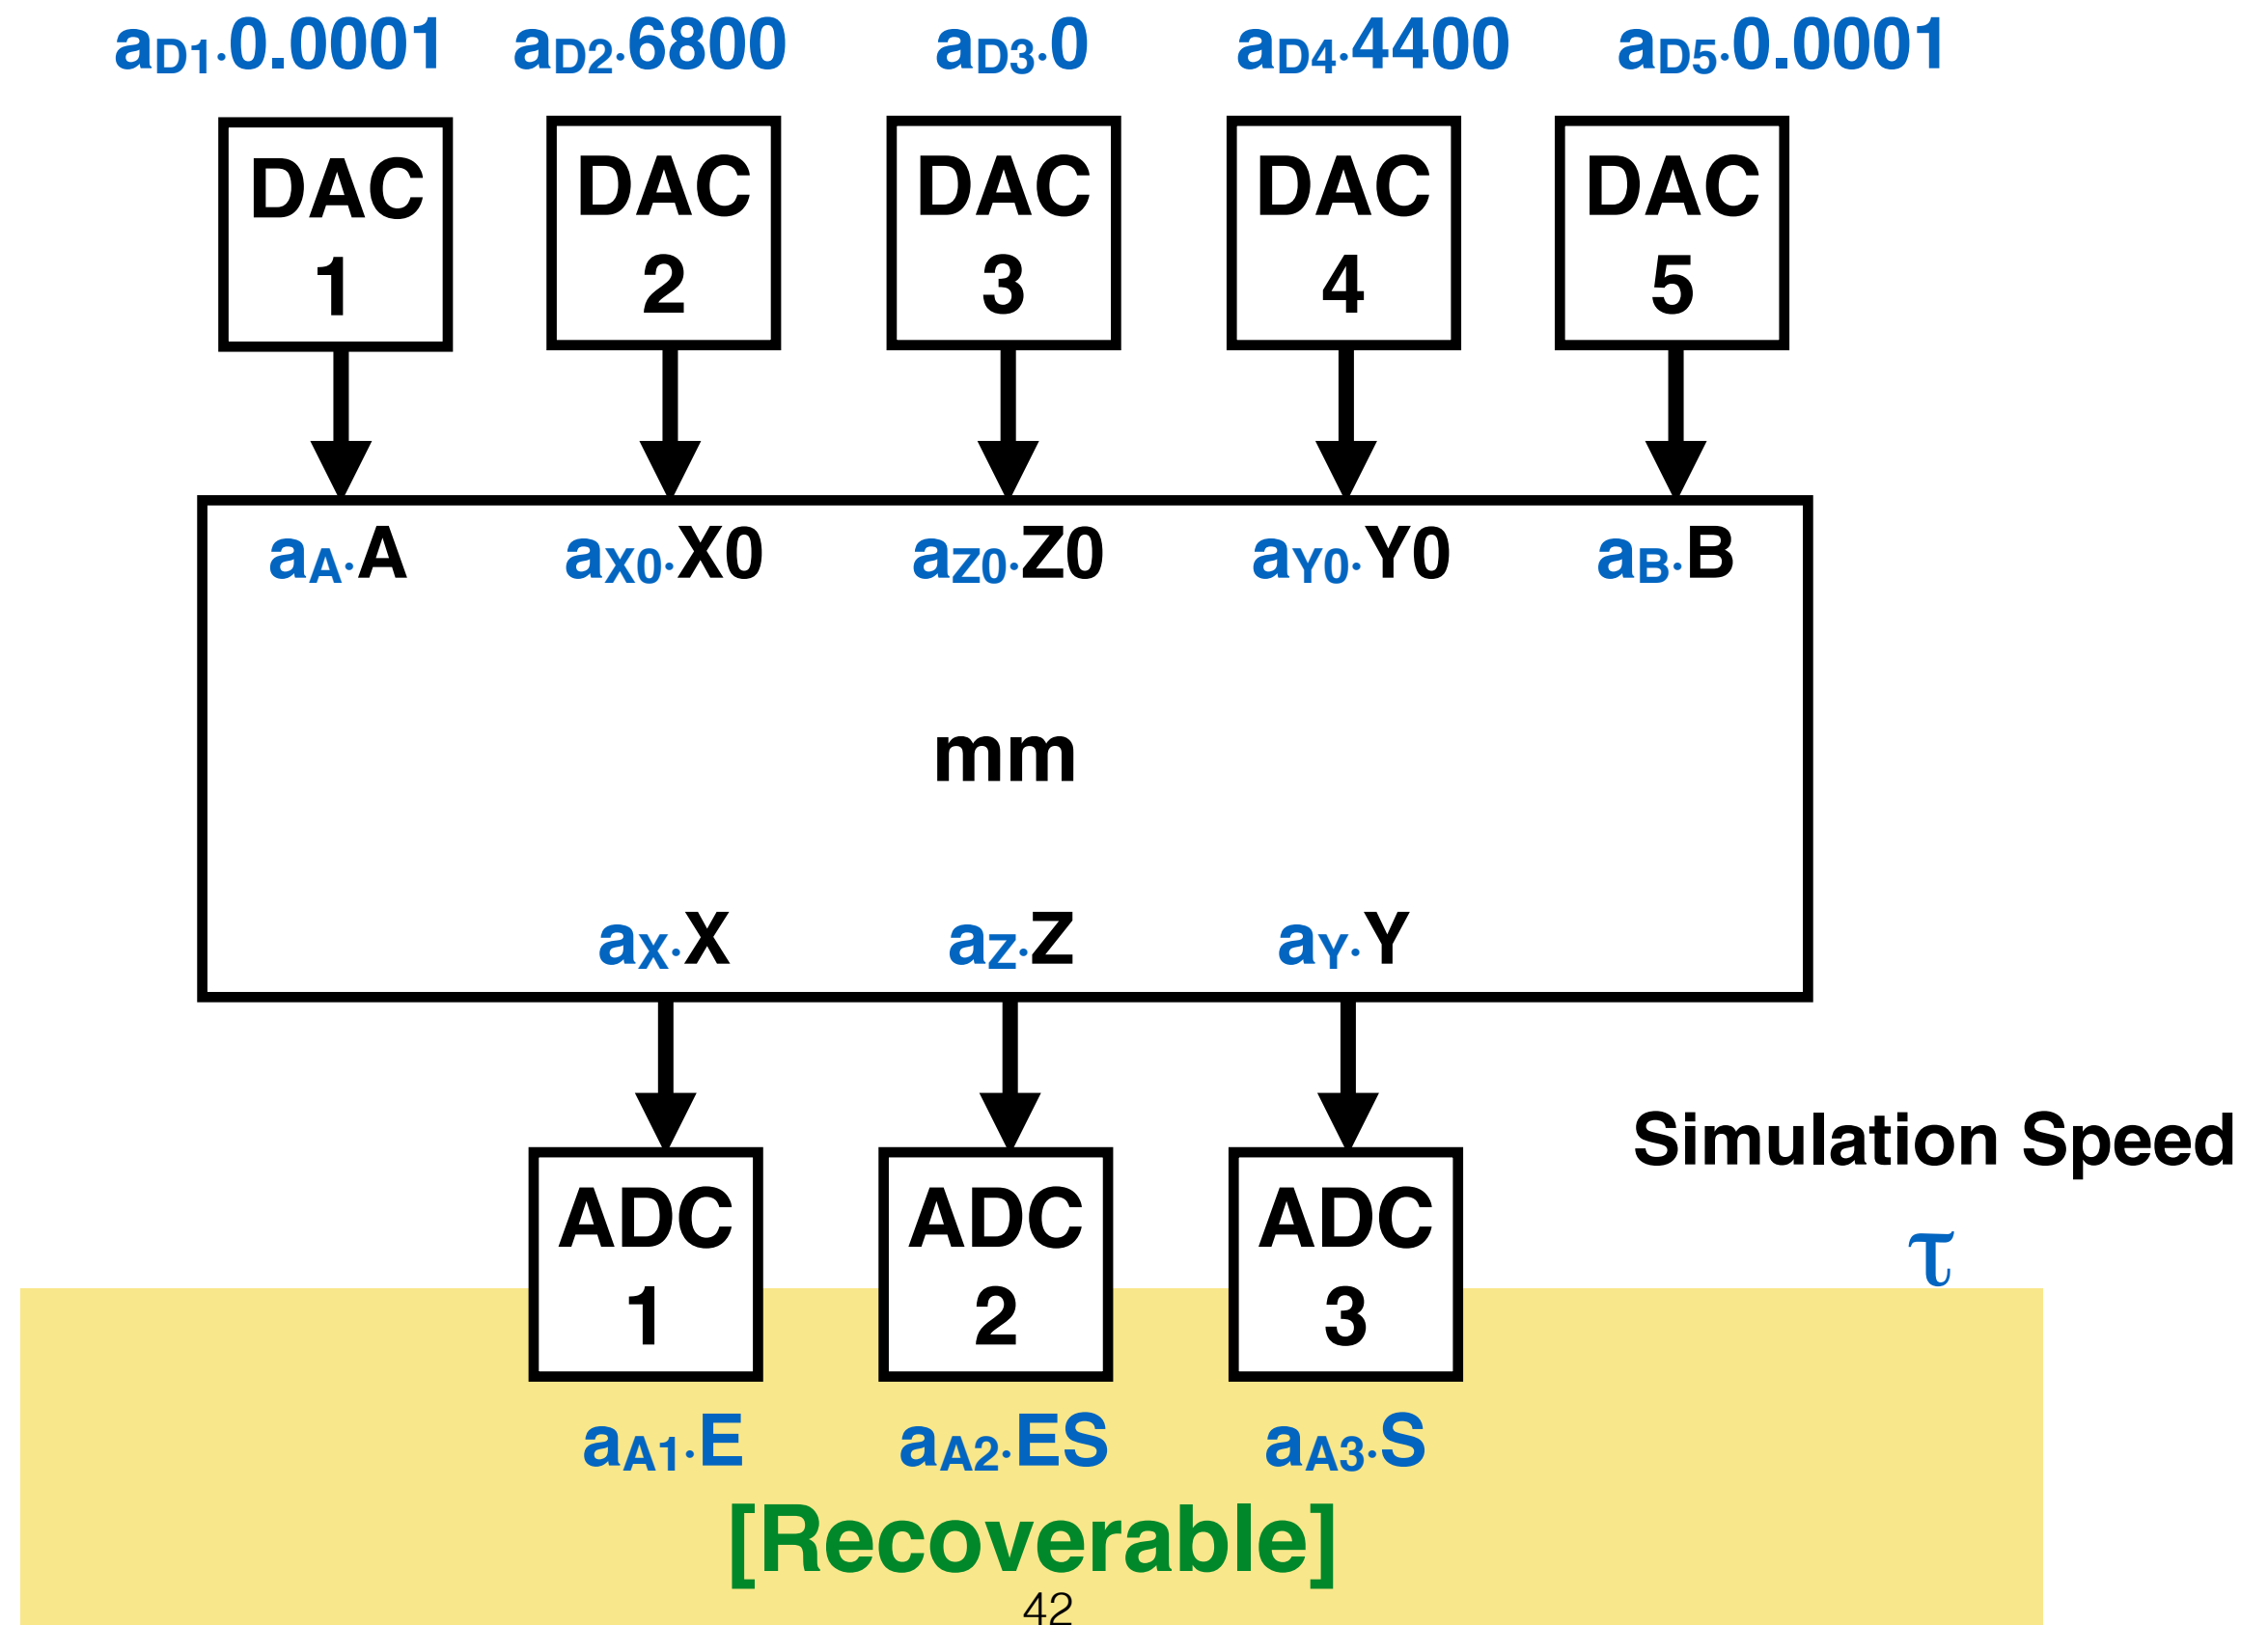 aD1·0.0001 aD2·6800 aD3·0 aD4·4400 aD5·0.0001
DAC 1
DAC 2
DAC 3
DAC 4
DAC 5
aA·A aX0·X0 aZ0·Z0 aY0·Y0 aB·B
mm
aX·X aZ·Z aY·Y
Simulation Speed
τ
ADC 1
ADC 2
ADC 3
aA1·E aA2·ES aA3·S
[Recoverable]
42